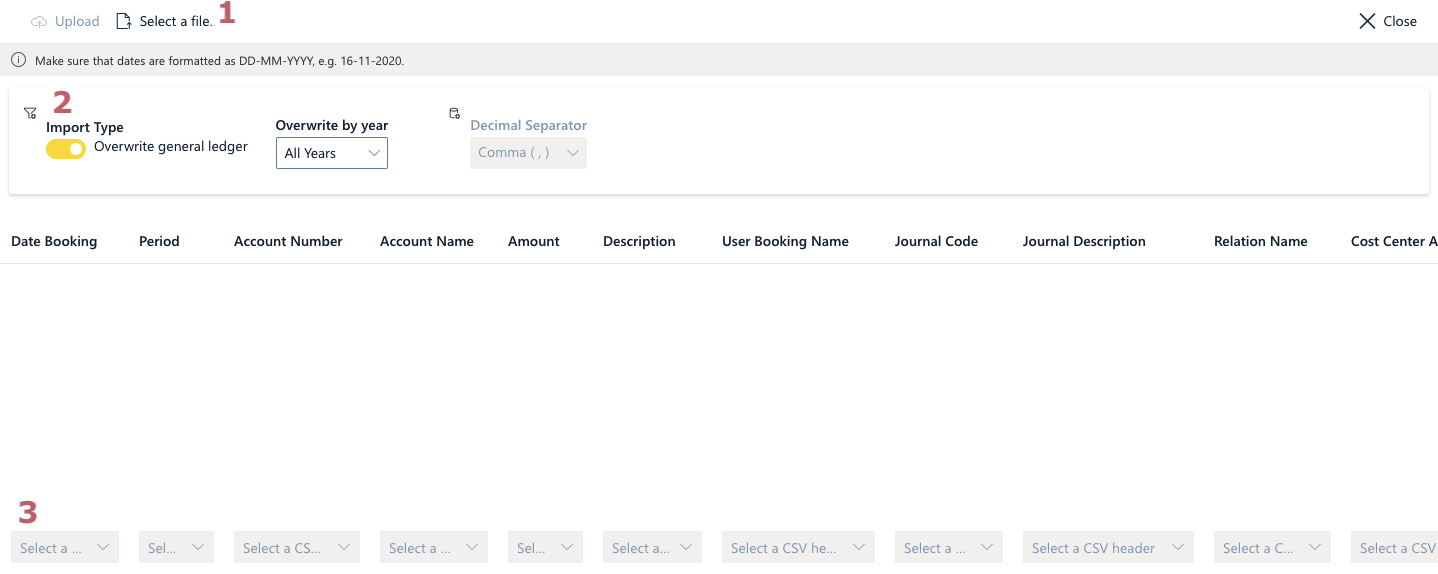 Upload Select a file. 1 Close
Make sure that dates are formatted as DD-MM-YYYY, e.g. 16-11-2020.
2
Import Type Overwrite by year Decimal Separator
Overwrite general ledger All Years Comma ( , )
Date Booking Period Account Number Account Name Amount Description User Booking Name Journal Code Journal Description Relation Name Cost Center A
3
Select a ... Sel... Select a CS... Select a ... Sel... Select a... Select a CSV he... Select a ... Select a CSV header Select a C... Select a CSV